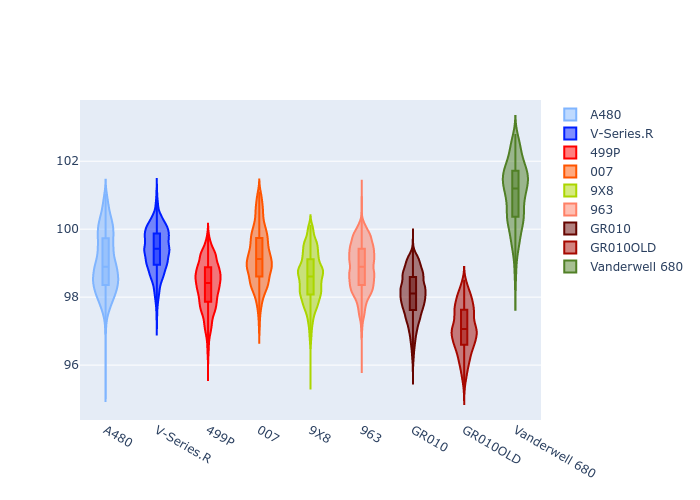 102
100
98
96
A480
V-Series.R
499P
007
9X8
963
GR010
GR010OLD
Vanderwell 680
A480
V-Series.R
499P
007
9X8
963
GR010
GR010OLD
Vanderwell 680